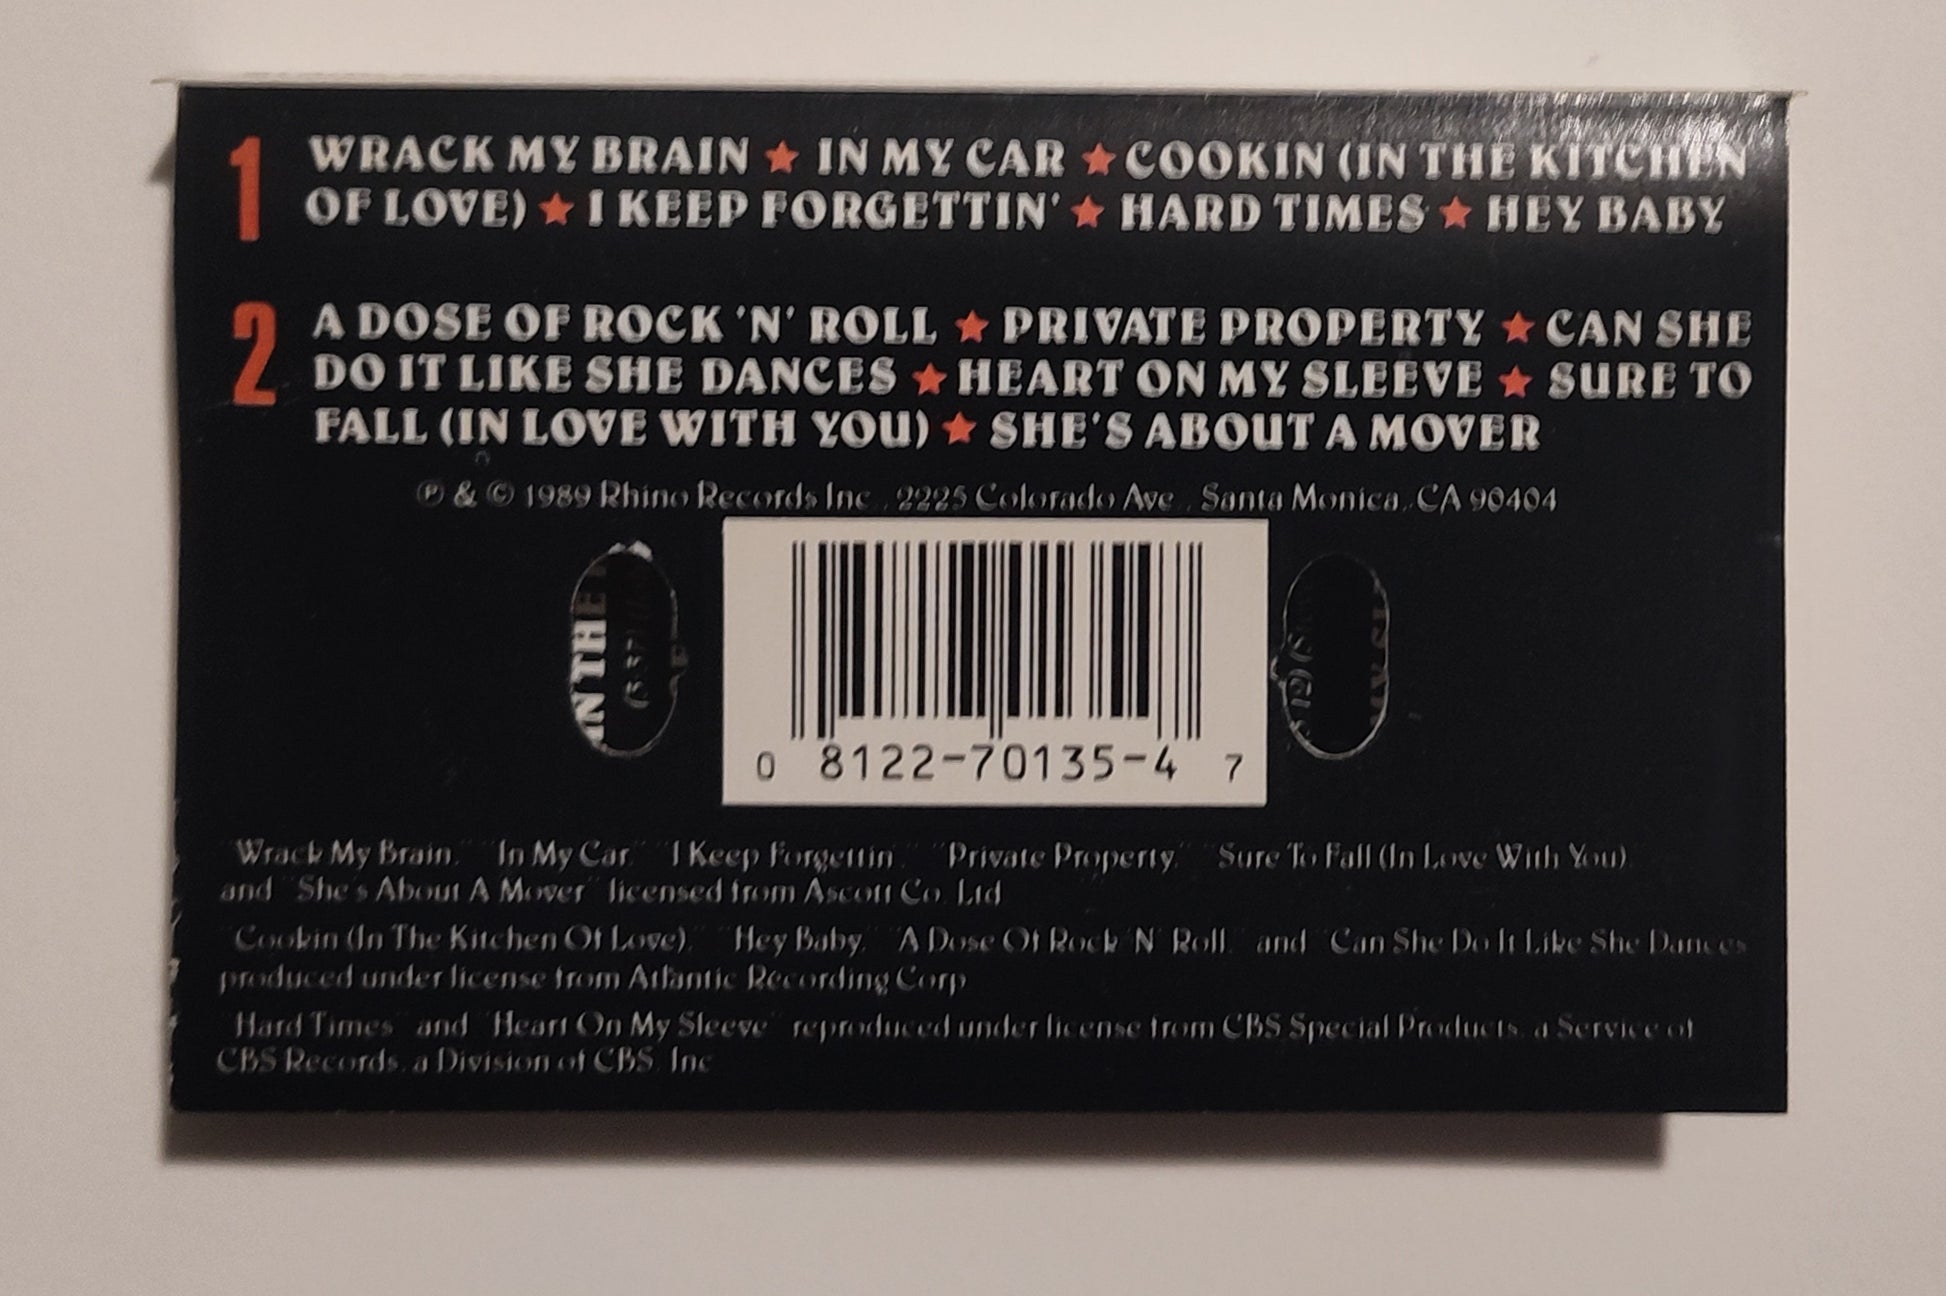 1 WRACK MY BRAIN ★ IN MY CAR ★ COOKIN (IN THE KITCHEN
OF LOVE) ★ I KEEP FORGETTIN' ★ HARD TIMES ★ HEY BABY
2 A DOSE OF ROCK 'N' ROLL ★ PRIVATE PROPERTY ★ CAN SHE
DO IT LIKE SHE DANCES ★ HEART ON MY SLEEVE ★ SURE TO
FALL (IN LOVE WITH YOU) ★ SHE'S ABOUT A MOVER
℗ & © 1989 Rhino Records Inc., 2225 Colorado Ave., Santa Monica, CA 90404
IN THE
0 8122-70135-4 7
"Wrack My Brain," "In My Car," "I Keep Forgettin'," "Private Property," "Sure To Fall (In Love With You),"
and "She's About A Mover" licensed from Ascott Co. Ltd.
"Cookin (In The Kitchen Of Love)," "Hey Baby," "A Dose Of Rock 'N' Roll," and "Can She Do It Like She Dances"
produced under license from Atlantic Recording Corp.
"Hard Times" and "Heart On My Sleeve" reproduced under license from CBS Special Products, a Service of
CBS Records, a Division of CBS, Inc.